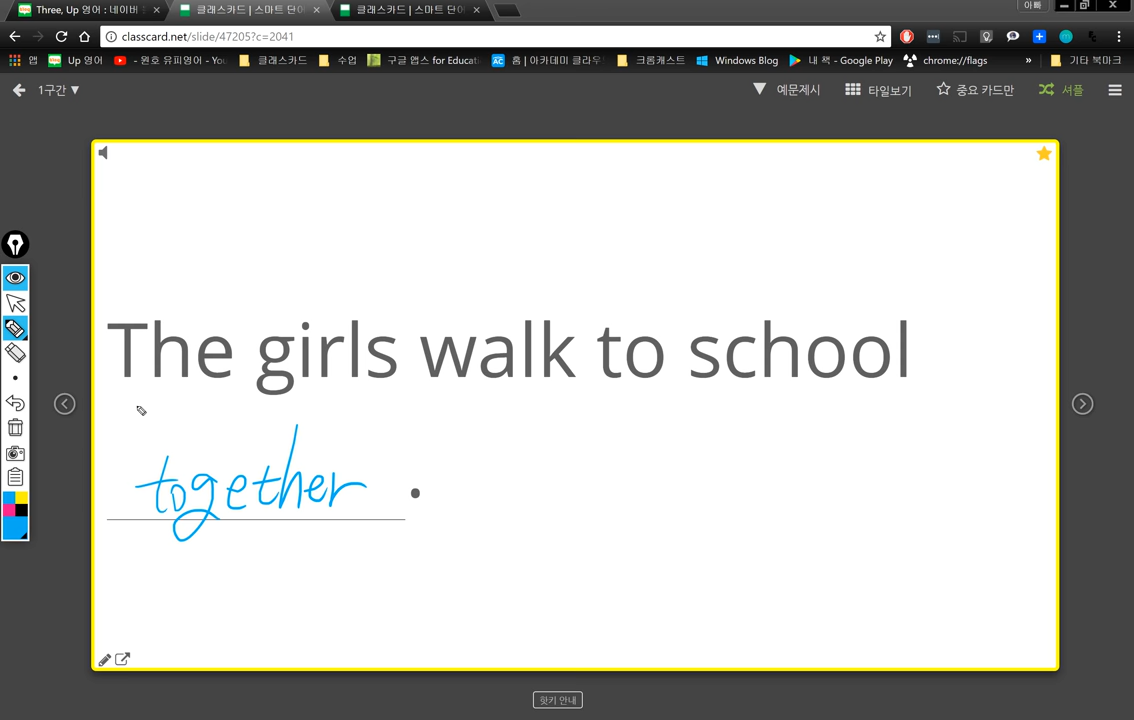 Three, Up 영어 : 네이버
클래스카드 | 스마트 단어
클래스카드 | 스마트 단어
아빠
classcard.net/slide/47205?c=2041
앱
Up 영어
- 원호 유피영어 - You
클래스카드
수업
구글 앱스 for Educati
AC 홈 | 아카데미 클라우드
크롬캐스트
Windows Blog
내 책 - Google Play
chrome://flags
»
기타 북마크
1구간 ▼
▼ 예문제시
타일보기
중요 카드만
셔플
The girls walk to school
together .
핫키 안내